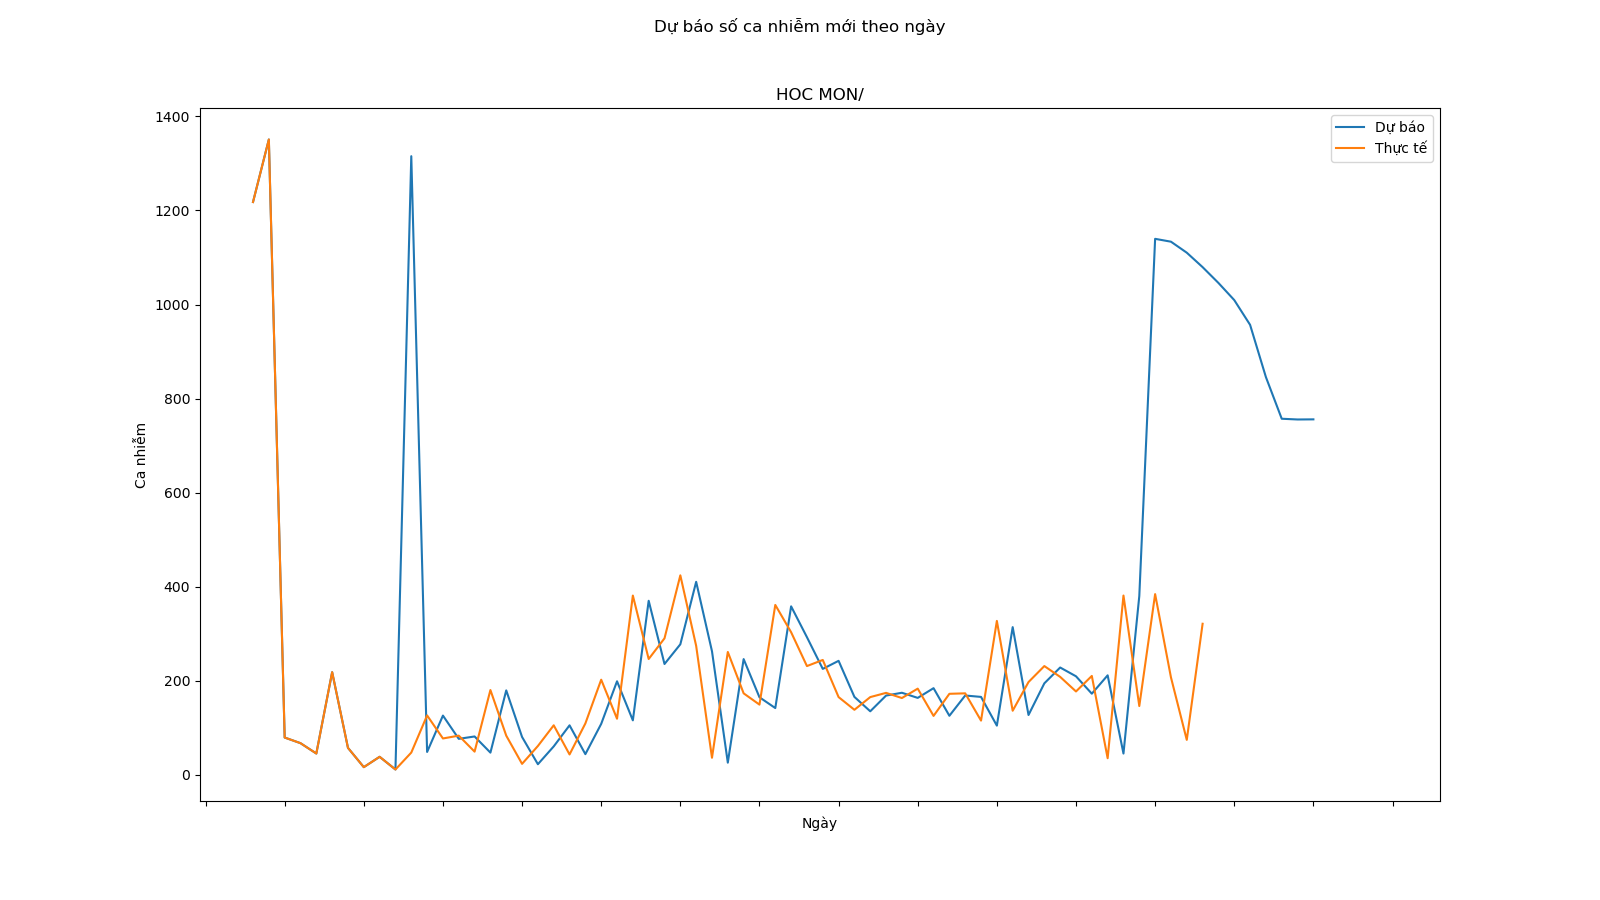 Dự báo số ca nhiễm mới theo ngày
HOC MON/
1400
1200
1000
800
600
400
200
0
Ca nhiễm
Ngày
Dự báo
Thực tế